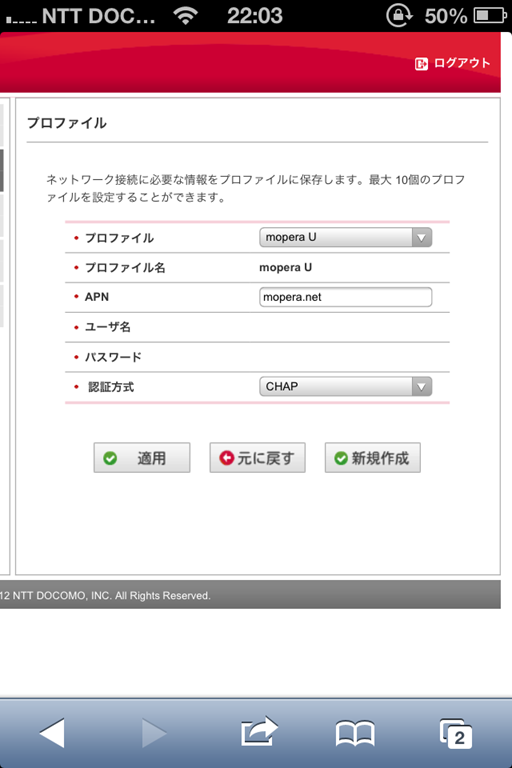 NTT DOC... 22:03 50%
ログアウト
プロファイル
ネットワーク接続に必要な情報をプロファイルに保存します。最大 10個のプロフ
ァイルを設定することができます。
プロファイル mopera U
プロファイル名 mopera U
APN mopera.net
ユーザ名
パスワード
認証方式 CHAP
適用 元に戻す 新規作成
12 NTT DOCOMO, INC. All Rights Reserved.
2